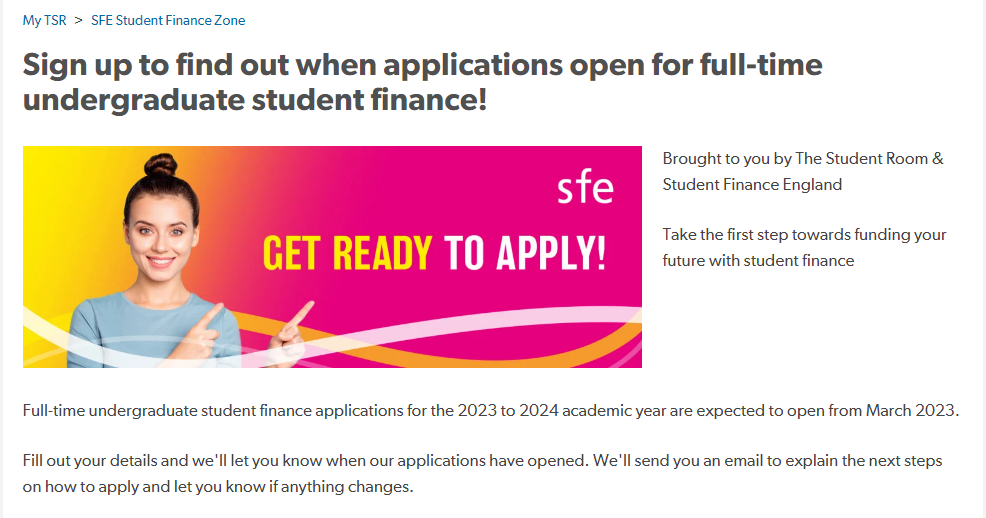 My TSR > SFE Student Finance Zone
Sign up to find out when applications open for full-time
undergraduate student finance!
sfe
GET READY TO APPLY!
Brought to you by The Student Room &
Student Finance England
Take the first step towards funding your
future with student finance
Full-time undergraduate student finance applications for the 2023 to 2024 academic year are expected to open from March 2023.
Fill out your details and we'll let you know when our applications have opened. We'll send you an email to explain the next steps
on how to apply and let you know if anything changes.